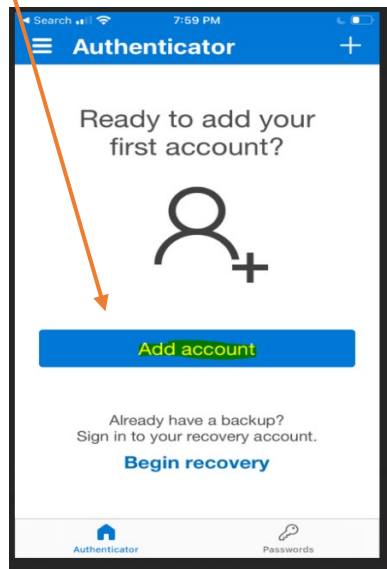 Search 7:59 PM
Authenticator
Ready to add your
first account?
Add account
Already have a backup?
Sign in to your recovery account.
Begin recovery
Authenticator Passwords